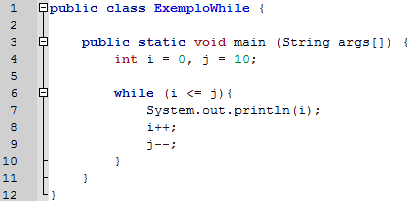 1 public class ExemploWhile {
2
3     public static void main (String args[]) {
4         int i = 0, j = 10;
5
6         while (i <= j){
7             System.out.println(i);
8             i++;
9             j--;
10         }
11     }
12 }